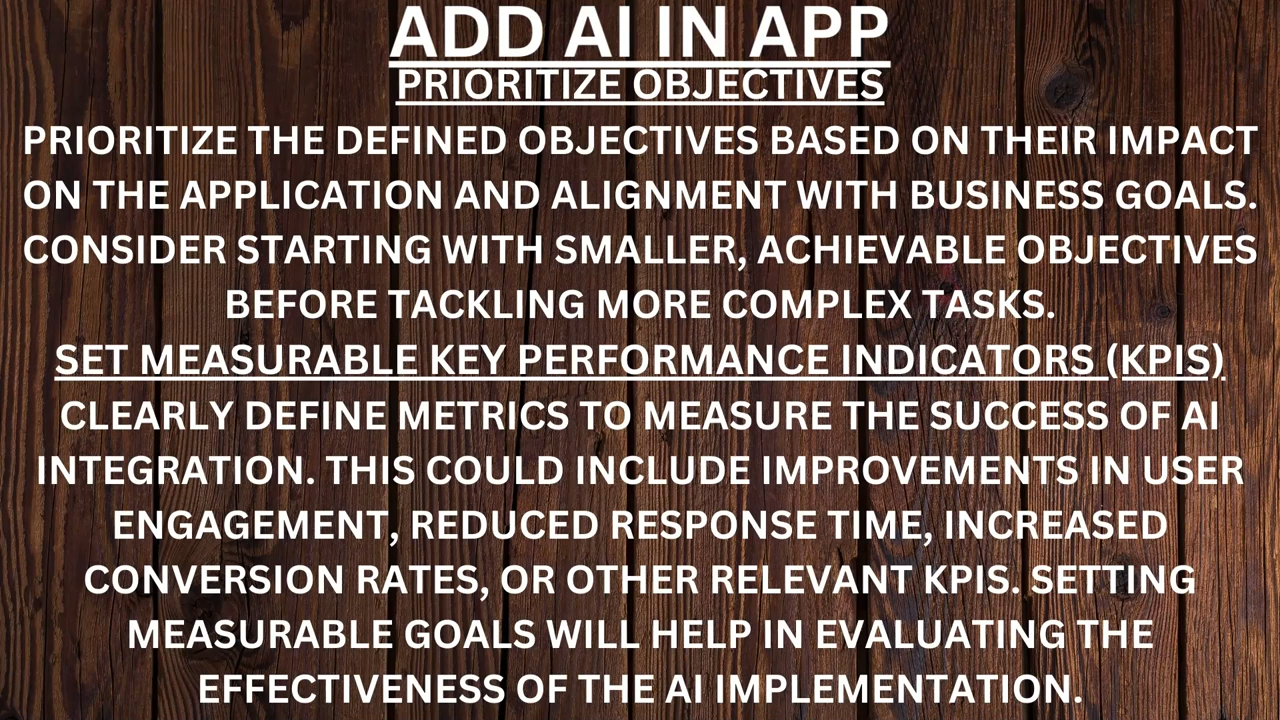 ADD AI IN APP
PRIORITIZE OBJECTIVES
PRIORITIZE THE DEFINED OBJECTIVES BASED ON THEIR IMPACT
ON THE APPLICATION AND ALIGNMENT WITH BUSINESS GOALS.
CONSIDER STARTING WITH SMALLER, ACHIEVABLE OBJECTIVES
BEFORE TACKLING MORE COMPLEX TASKS.
SET MEASURABLE KEY PERFORMANCE INDICATORS (KPIS)
CLEARLY DEFINE METRICS TO MEASURE THE SUCCESS OF AI
INTEGRATION. THIS COULD INCLUDE IMPROVEMENTS IN USER
ENGAGEMENT, REDUCED RESPONSE TIME, INCREASED
CONVERSION RATES, OR OTHER RELEVANT KPIS. SETTING
MEASURABLE GOALS WILL HELP IN EVALUATING THE
EFFECTIVENESS OF THE AI IMPLEMENTATION.